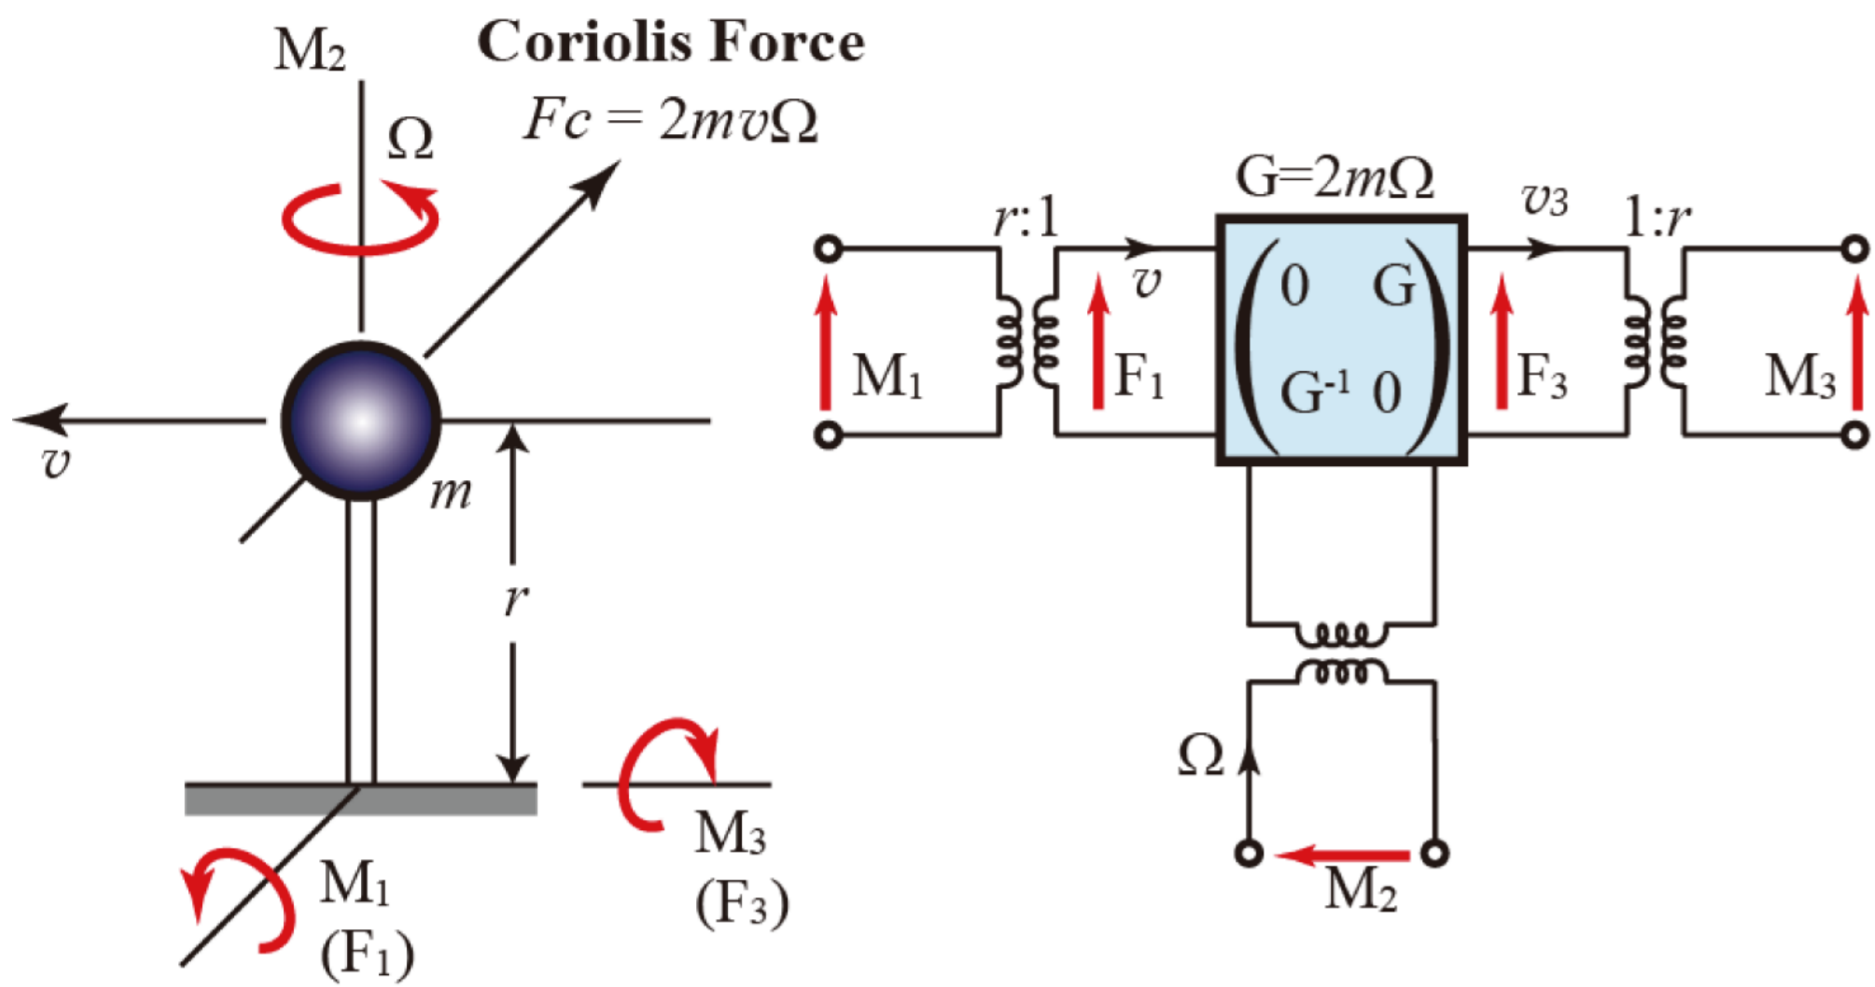 M₂
Coriolis Force
Fc = 2mvΩ
Ω
v
m
r
M₁
(F₁)
M₃
(F₃)
G=2mΩ
r:1
v
v₃
1:r
0 G
G⁻¹ 0
M₁
F₁
F₃
M₃
Ω
M₂